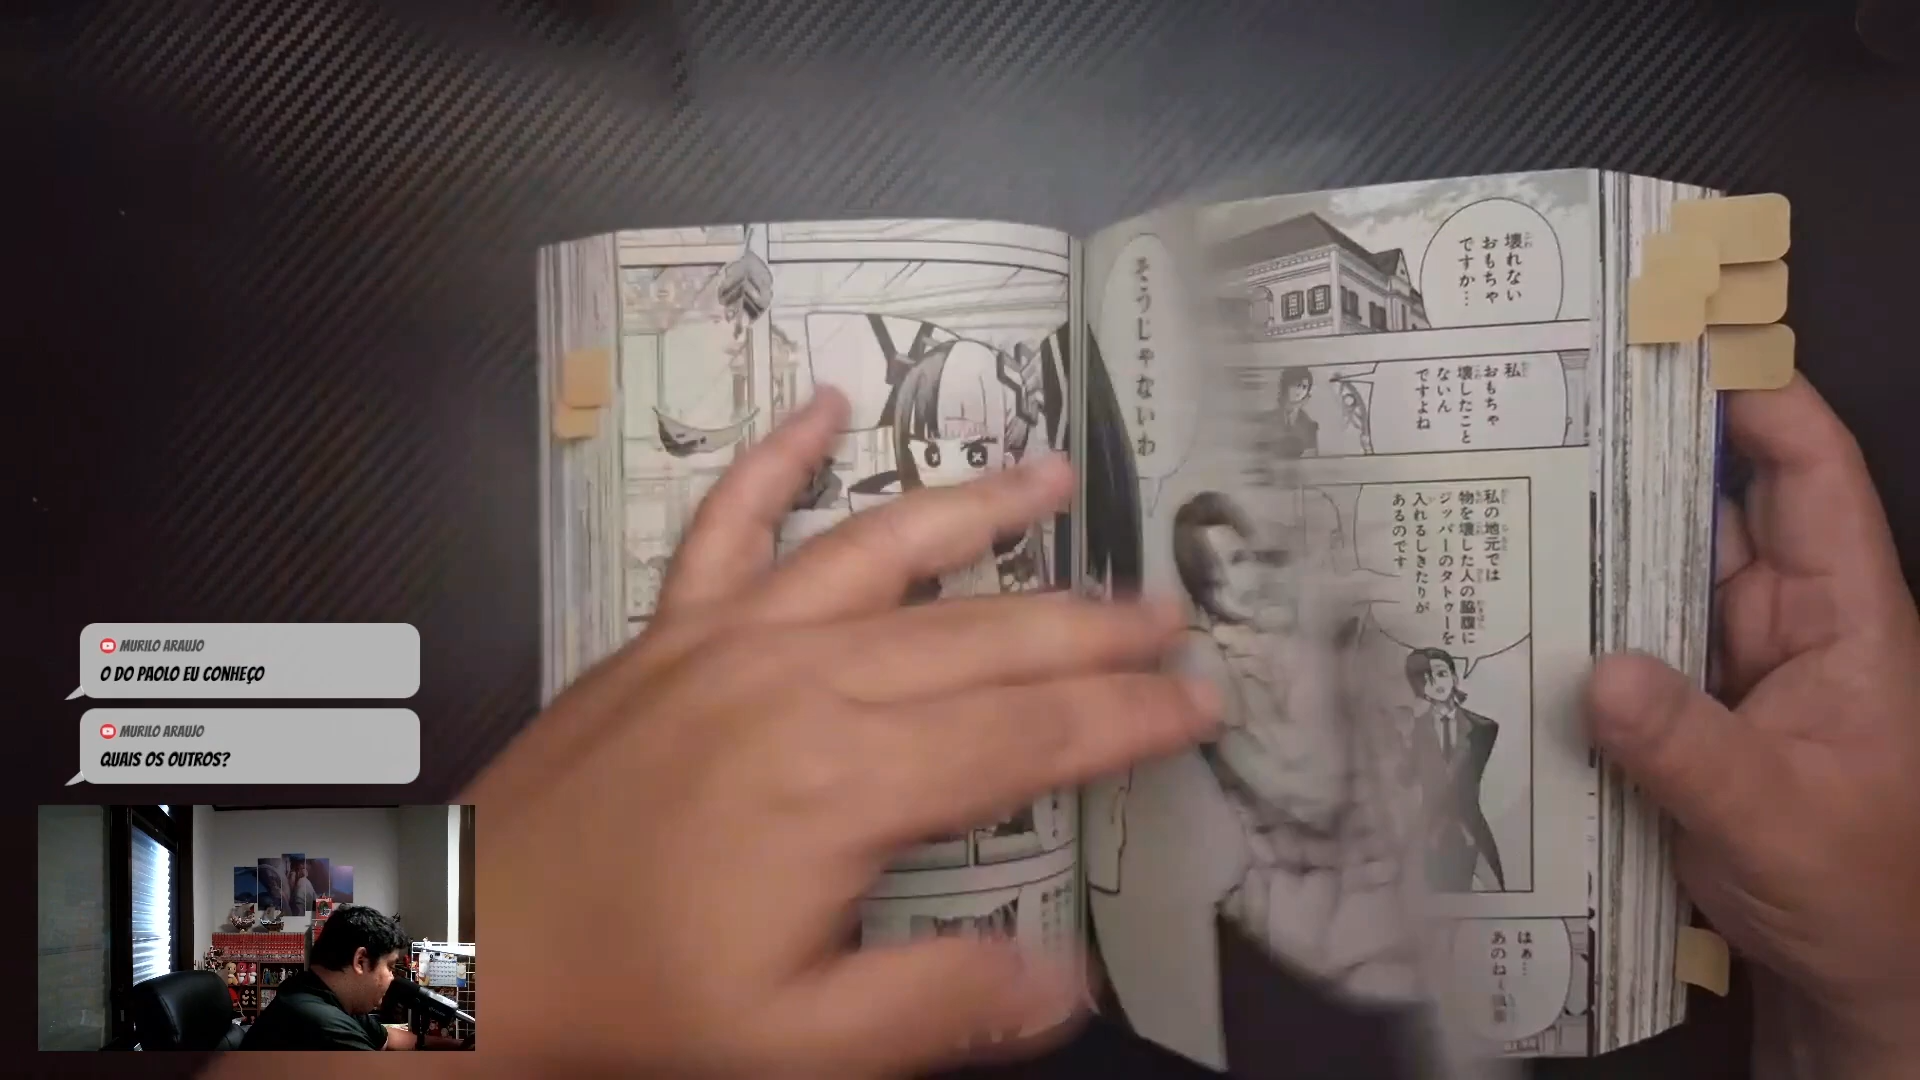 壊れない
おもちゃ
ですか…
私
おもちゃ
壊したこと
ないん
ですよね
そうじゃないわ
私の地元では
物を壊した人の脇腹に
ジッパーのタトゥーを
入れるしきたりが
あるのです
はぁ…
あのねー
MURILO ARAUJO
O DO PAOLO EU CONHEÇO
MURILO ARAUJO
QUAIS OS OUTROS?